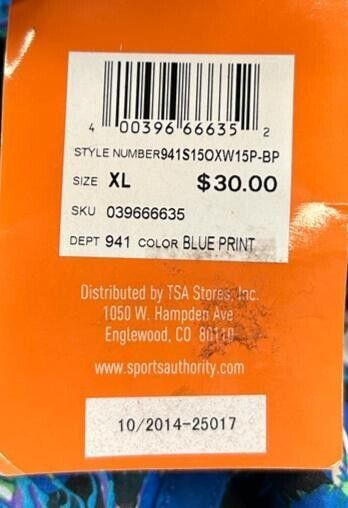 4 00396 66635 2
STYLE NUMBER941S15OXW15P-BP
SIZE XL $30.00
SKU 039666635
DEPT 941 COLOR BLUE PRINT
Distributed by TSA Stores, Inc.
1050 W. Hampden Ave
Englewood, CO 80110
www.sportsauthority.com
10/2014-25017